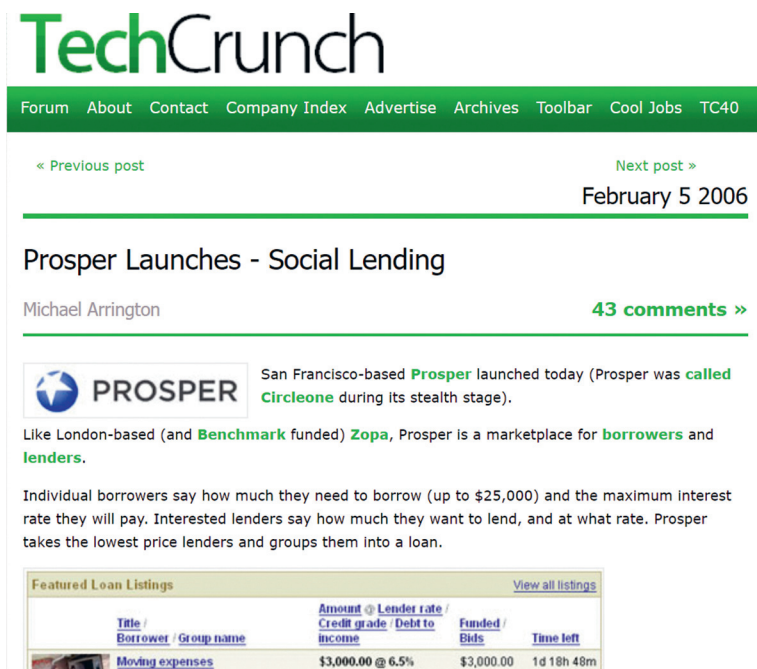 TechCrunch
Forum About Contact Company Index Advertise Archives Toolbar Cool Jobs TC40
« Previous post Next post »
February 5 2006
Prosper Launches - Social Lending
Michael Arrington 43 comments »
PROSPER
San Francisco-based Prosper launched today (Prosper was called
Circleone during its stealth stage).
Like London-based (and Benchmark funded) Zopa, Prosper is a marketplace for borrowers and
lenders.
Individual borrowers say how much they need to borrow (up to $25,000) and the maximum interest
rate they will pay. Interested lenders say how much they want to lend, and at what rate. Prosper
takes the lowest price lenders and groups them into a loan.
Featured Loan Listings View all listings
Title / Borrower / Group name
Amount @ Lender rate / Credit grade / Debt to income
Funded / Bids
Time left
Moving expenses $3,000.00 @ 6.5% $3,000.00 1d 18h 48m